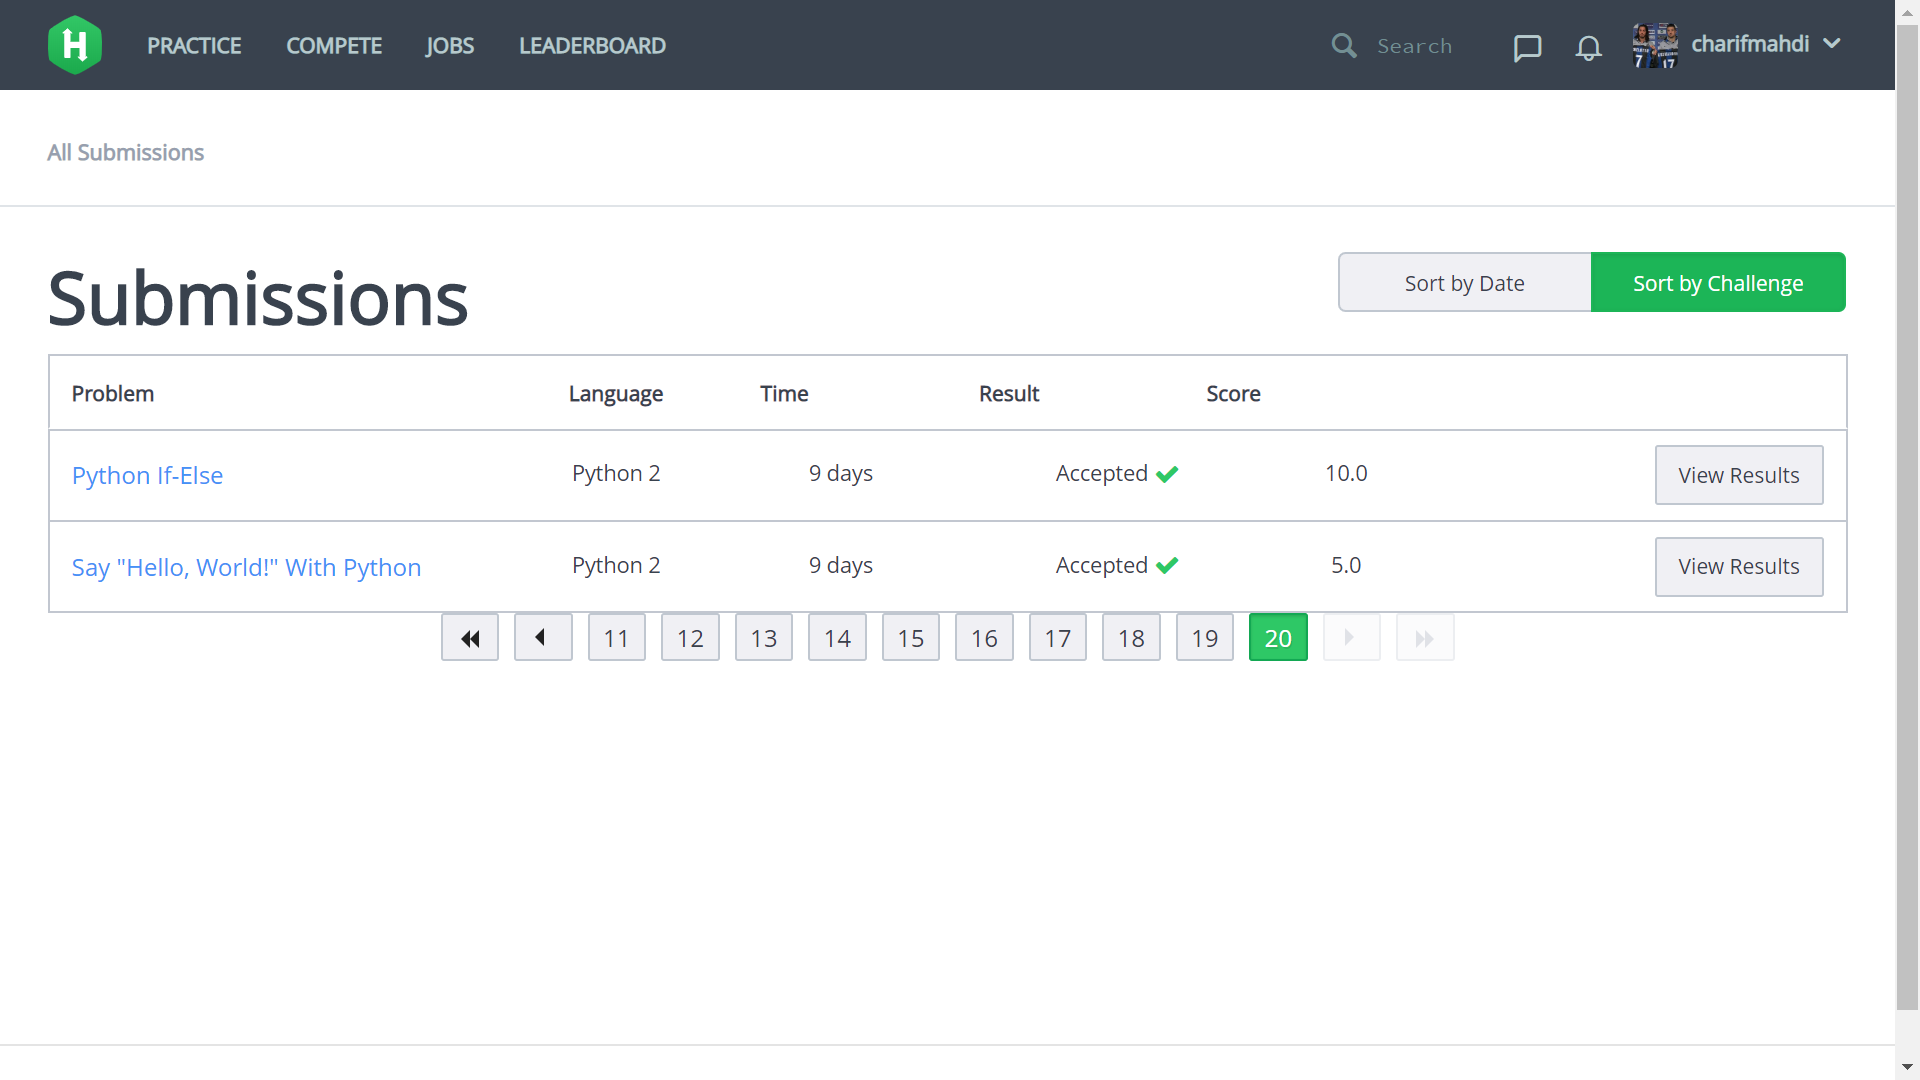 H PRACTICE COMPETE JOBS LEADERBOARD Search charifmahdi
All Submissions
Submissions
Sort by Date Sort by Challenge
Problem Language Time Result Score
Python If-Else Python 2 9 days Accepted 10.0 View Results
Say "Hello, World!" With Python Python 2 9 days Accepted 5.0 View Results
11 12 13 14 15 16 17 18 19 20